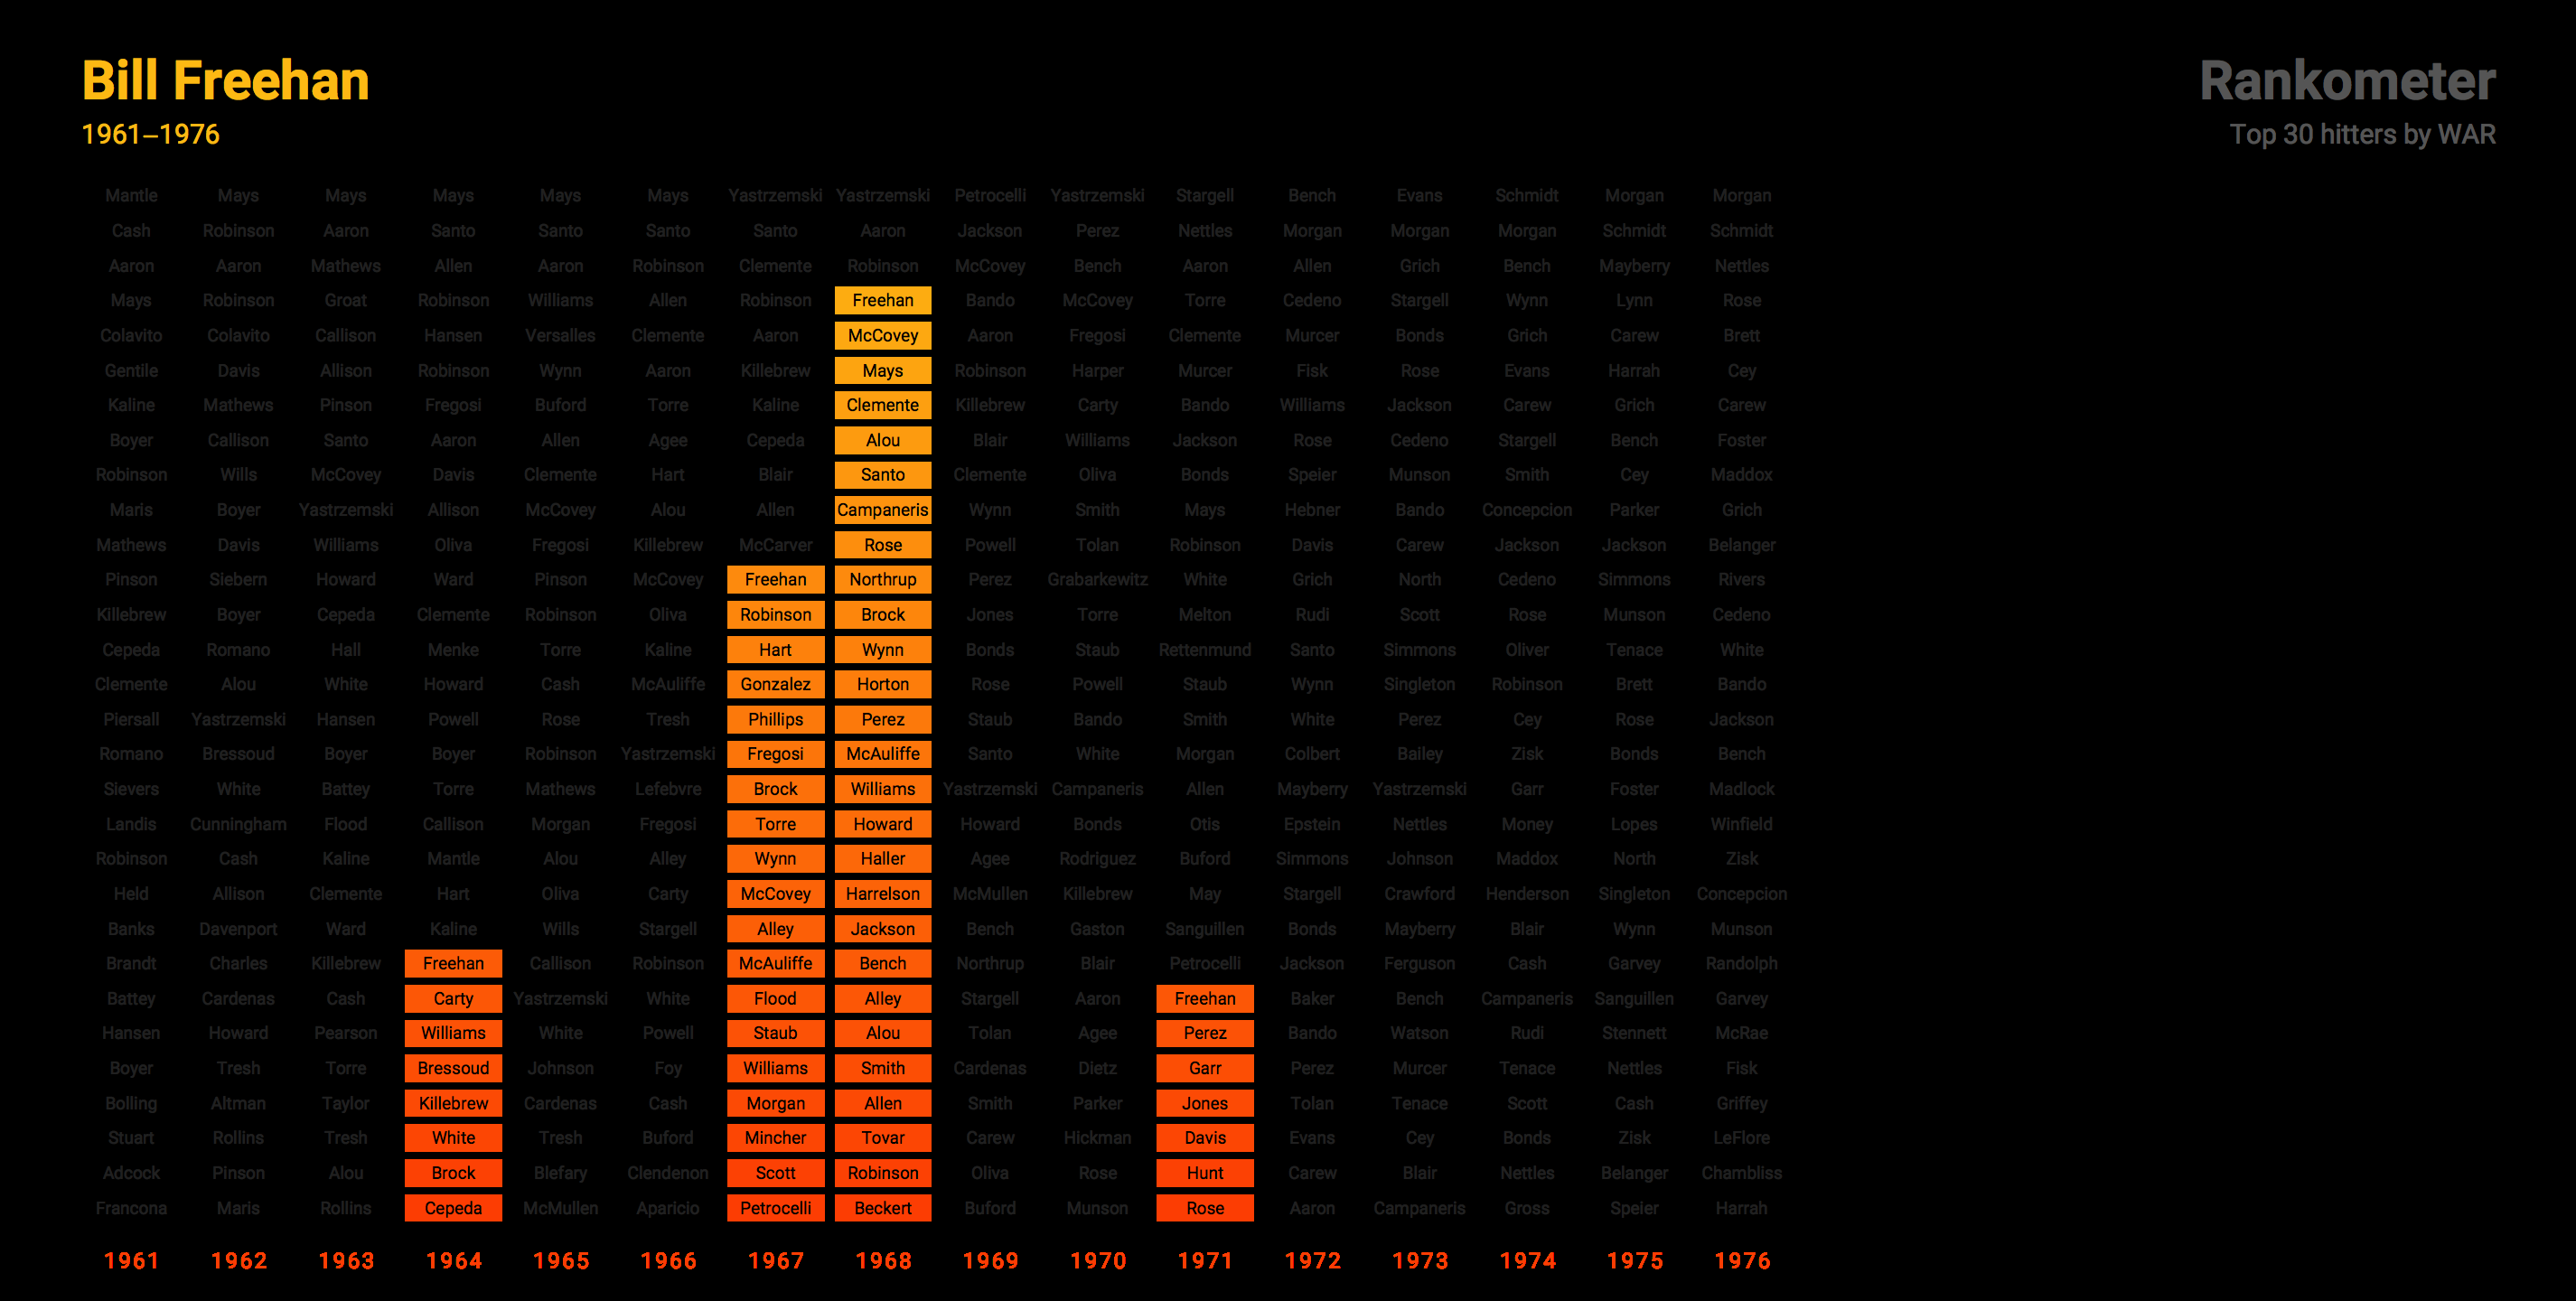 Bill Freehan
1961–1976
Rankometer
Top 30 hitters by WAR
Mantle Mays Mays Mays Mays Mays Yastrzemski Yastrzemski Petrocelli Yastrzemski Stargell Bench Evans Schmidt Morgan Morgan
Cash Robinson Aaron Santo Santo Santo Santo Aaron Jackson Perez Nettles Morgan Morgan Morgan Schmidt Schmidt
Aaron Aaron Mathews Allen Aaron Robinson Clemente Robinson McCovey Bench Aaron Allen Grich Bench Mayberry Nettles
Mays Robinson Groat Robinson Williams Allen Robinson Freehan Bando McCovey Torre Cedeno Stargell Wynn Lynn Rose
Colavito Colavito Callison Hansen Versalles Clemente Aaron McCovey Aaron Fregosi Clemente Murcer Bonds Grich Carew Brett
Gentile Davis Allison Robinson Wynn Aaron Killebrew Mays Robinson Harper Murcer Fisk Rose Evans Harrah Cey
Kaline Mathews Pinson Fregosi Buford Torre Kaline Clemente Killebrew Carty Bando Williams Jackson Carew Grich Carew
Boyer Callison Santo Aaron Allen Agee Cepeda Alou Blair Williams Jackson Rose Cedeno Stargell Bench Foster
Robinson Wills McCovey Davis Clemente Hart Blair Santo Clemente Oliva Bonds Speier Munson Smith Cey Maddox
Maris Boyer Yastrzemski Allison McCovey Alou Allen Campaneris Wynn Smith Mays Hebner Bando Concepcion Parker Grich
Mathews Davis Williams Oliva Fregosi Killebrew McCarver Rose Powell Tolan Robinson Davis Carew Jackson Jackson Belanger
Pinson Siebern Howard Ward Pinson McCovey Freehan Northrup Perez Grabarkewitz White Grich North Cedeno Simmons Rivers
Killebrew Boyer Cepeda Clemente Robinson Oliva Robinson Brock Jones Torre Melton Rudi Scott Rose Munson Cedeno
Cepeda Romano Hall Menke Torre Kaline Hart Wynn Bonds Staub Rettenmund Santo Simmons Oliver Tenace White
Clemente Alou White Howard Cash McAuliffe Gonzalez Horton Rose Powell Staub Wynn Singleton Robinson Brett Bando
Piersall Yastrzemski Hansen Powell Rose Tresh Phillips Perez Staub Bando Smith White Perez Cey Rose Jackson
Romano Bressoud Boyer Boyer Robinson Yastrzemski Fregosi McAuliffe Santo White Morgan Colbert Bailey Zisk Bonds Bench
Sievers White Battey Torre Mathews Lefebvre Brock Williams Yastrzemski Campaneris Allen Mayberry Yastrzemski Garr Foster Madlock
Landis Cunningham Flood Callison Morgan Fregosi Torre Howard Howard Bonds Otis Epstein Nettles Money Lopes Winfield
Robinson Cash Kaline Mantle Alou Alley Wynn Haller Agee Rodriguez Buford Simmons Johnson Maddox North Zisk
Held Allison Clemente Hart Oliva Carty McCovey Harrelson McMullen Killebrew May Stargell Crawford Henderson Singleton Concepcion
Banks Davenport Ward Kaline Wills Stargell Alley Jackson Bench Gaston Sanguillen Bonds Mayberry Blair Wynn Munson
Brandt Charles Killebrew Freehan Callison Robinson McAuliffe Bench Northrup Blair Petrocelli Jackson Ferguson Cash Garvey Randolph
Battey Cardenas Cash Carty Yastrzemski White Flood Alley Stargell Aaron Freehan Baker Bench Campaneris Sanguillen Garvey
Hansen Howard Pearson Williams White Powell Staub Alou Tolan Agee Perez Bando Watson Rudi Stennett McRae
Boyer Tresh Torre Bressoud Johnson Foy Williams Smith Cardenas Dietz Garr Perez Murcer Tenace Nettles Fisk
Bolling Altman Taylor Killebrew Cardenas Cash Morgan Allen Smith Parker Jones Tolan Tenace Scott Cash Griffey
Stuart Rollins Tresh White Tresh Buford Mincher Tovar Carew Hickman Davis Evans Cey Bonds Zisk LeFlore
Adcock Pinson Alou Brock Blefary Clendenon Scott Robinson Oliva Rose Hunt Carew Blair Nettles Belanger Chambliss
Francona Maris Rollins Cepeda McMullen Aparicio Petrocelli Beckert Buford Munson Rose Aaron Campaneris Gross Speier Harrah
1961 1962 1963 1964 1965 1966 1967 1968 1969 1970 1971 1972 1973 1974 1975 1976